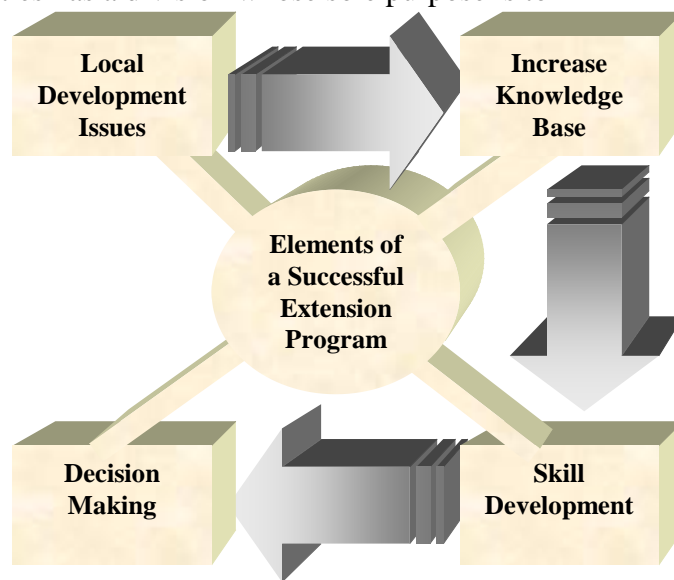 Local
Development
Issues
Increase
Knowledge
Base
Elements of
a Successful
Extension
Program
Decision
Making
Skill
Development